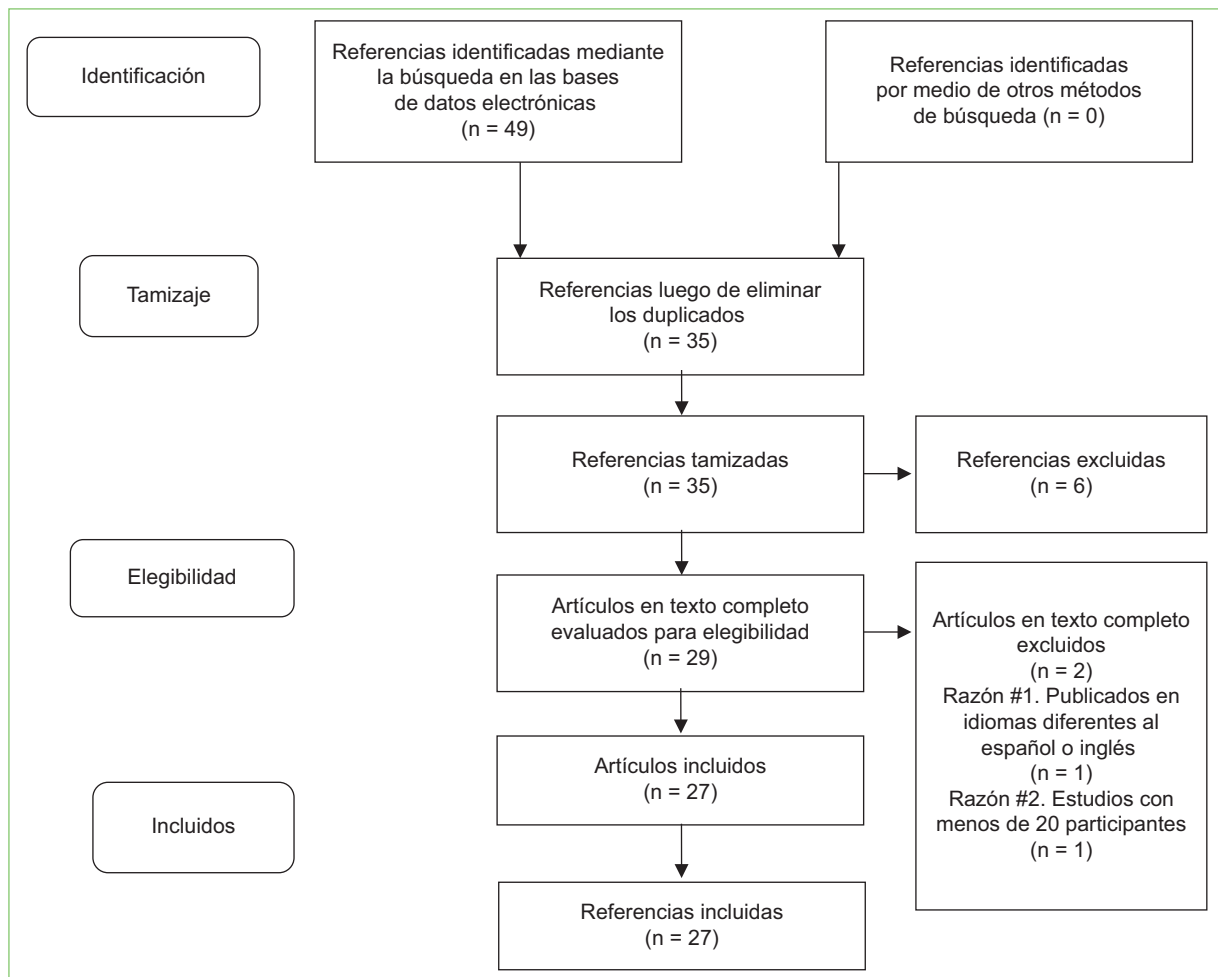 Identificación
Referencias identificadas mediante
la búsqueda en las bases
de datos electrónicas
(n = 49)
Referencias identificadas
por medio de otros métodos
de búsqueda (n = 0)
Tamizaje
Referencias luego de eliminar
los duplicados
(n = 35)
Referencias tamizadas
(n = 35)
Referencias excluidas
(n = 6)
Elegibilidad
Artículos en texto completo
evaluados para elegibilidad
(n = 29)
Artículos en texto completo
excluidos
(n = 2)
Razón #1. Publicados en
idiomas diferentes al
español o inglés
(n = 1)
Razón #2. Estudios con
menos de 20 participantes
(n = 1)
Artículos incluidos
(n = 27)
Incluidos
Referencias incluidas
(n = 27)